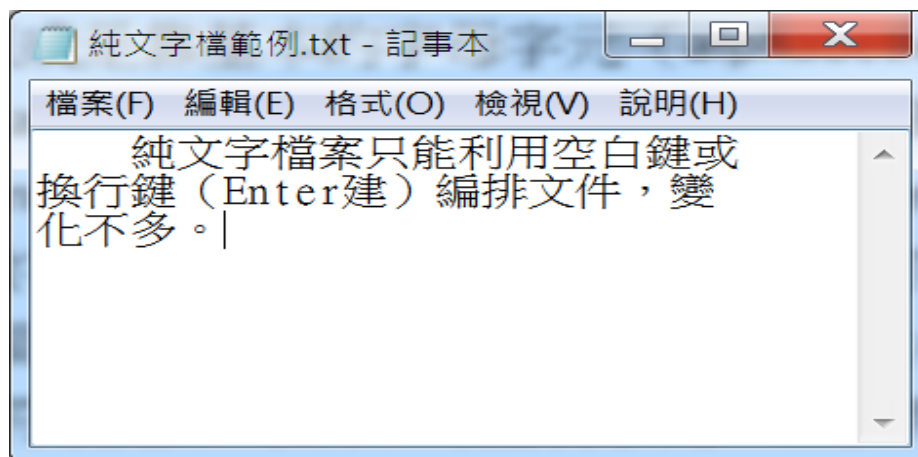 純文字檔範例.txt - 記事本
檔案(F) 編輯(E) 格式(O) 檢視(V) 說明(H)
純文字檔案只能利用空白鍵或
換行鍵（Enter建）編排文件，變
化不多。